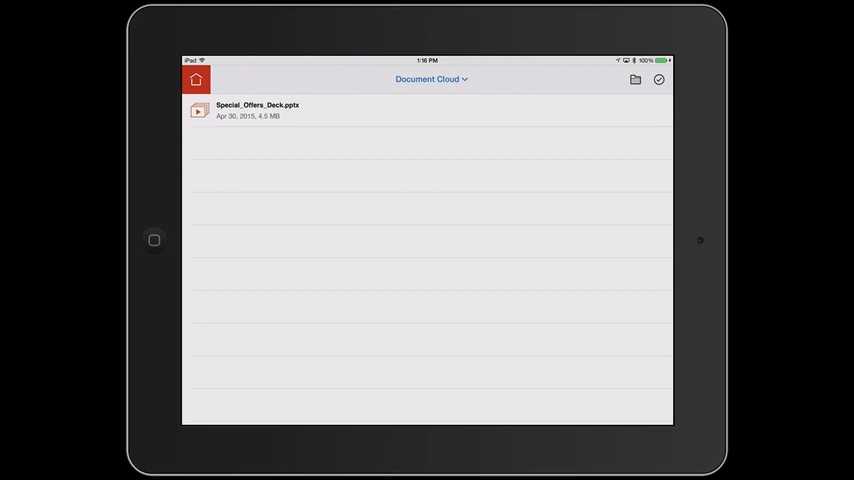 iPad 1:16 PM 100%
Document Cloud
Special_Offers_Deck.pptx
Apr 30, 2015, 4.5 MB